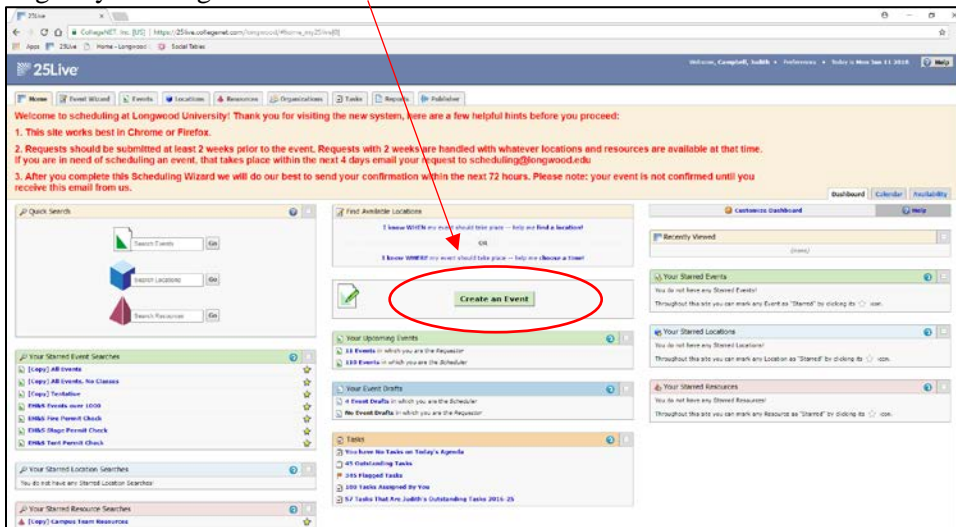 25Live
CollegeNET, Inc. [US] | https://25live.collegenet.com/longwood/#home_my25live[0]
Apps 25Live Home - Longwood Social Tables
25Live
Welcome, Campbell, Judith • Preferences • Today is Mon Jun 11 2018 Help
Home Event Wizard Events Locations Resources Organizations Tasks Reports Publisher
Welcome to scheduling at Longwood University! Thank you for visiting the new system, here are a few helpful hints before you proceed:
1. This site works best in Chrome or Firefox.
2. Requests should be submitted at least 2 weeks prior to the event. Requests with 2 weeks are handled with whatever locations and resources are available at that time.
If you are in need of scheduling an event, that takes place within the next 4 days email your request to scheduling@longwood.edu
3. After you complete this Scheduling Wizard we will do our best to send your confirmation within the next 72 hours. Please note: your event is not confirmed until you
receive this email from us.
Dashboard Calendar Availability
Quick Search
Search Events Go
Search Locations Go
Search Resources Go
Your Starred Event Searches
[Copy] All Events
[Copy] All Events, No Classes
[Copy] Tentative
EH&S Events over 1000
EH&S Fire Permit Check
EH&S Stage Permit Check
EH&S Tent Permit Check
Your Starred Location Searches
You do not have any Starred Location Searches!
Your Starred Resource Searches
[Copy] Campus Team Resources
Find Available Locations
I know WHEN my event should take place -- help me find a location!
OR
I know WHERE my event should take place -- help me choose a time!
Create an Event
Your Upcoming Events
11 Events in which you are the Requestor
110 Events in which you are the Scheduler
Your Event Drafts
4 Event Drafts in which you are the Scheduler
No Event Drafts in which you are the Requestor
Tasks
You have No Tasks on Today's Agenda
45 Outstanding Tasks
345 Flagged Tasks
100 Tasks Assigned By You
57 Tasks That Are Judith's Outstanding Tasks 2016-25
Customize Dashboard Help
Recently Viewed
(none)
Your Starred Events
You do not have any Starred Events!
Throughout this site you can mark any Event as "Starred" by clicking its icon.
Your Starred Locations
You do not have any Starred Locations!
Throughout this site you can mark any Location as "Starred" by clicking its icon.
Your Starred Resources
You do not have any Starred Resources!
Throughout this site you can mark any Resource as "Starred" by clicking its icon.